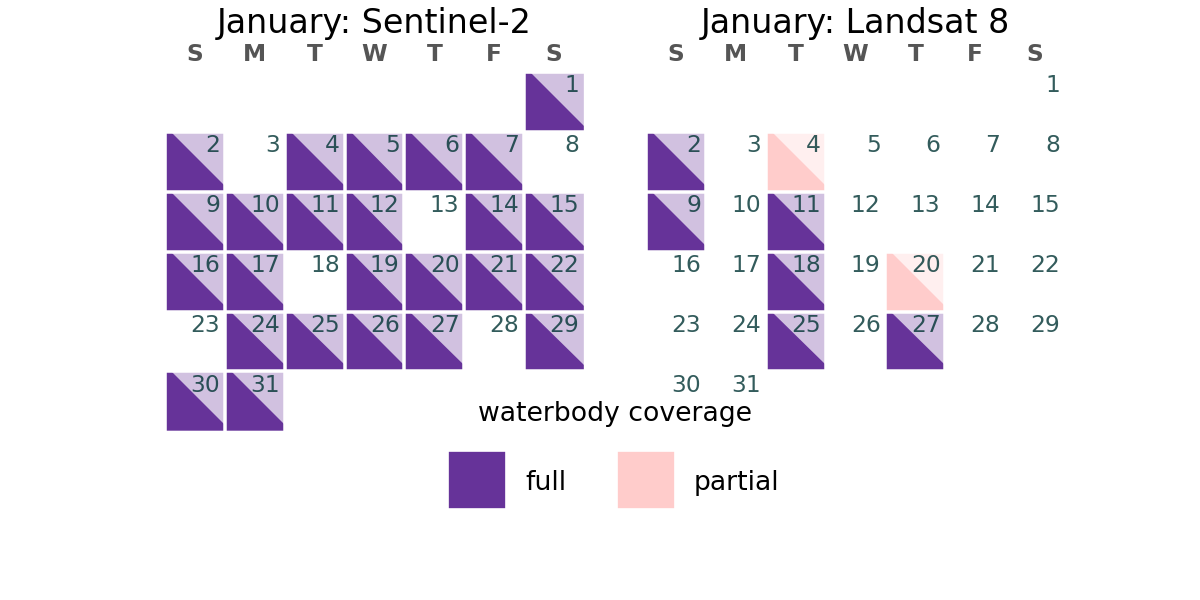 January: Sentinel-2
S M T W T F S
1
2 3 4 5 6 7 8
9 10 11 12 13 14 15
16 17 18 19 20 21 22
23 24 25 26 27 28 29
30 31
January: Landsat 8
S M T W T F S
1
2 3 4 5 6 7 8
9 10 11 12 13 14 15
16 17 18 19 20 21 22
23 24 25 26 27 28 29
30 31
waterbody coverage
full partial